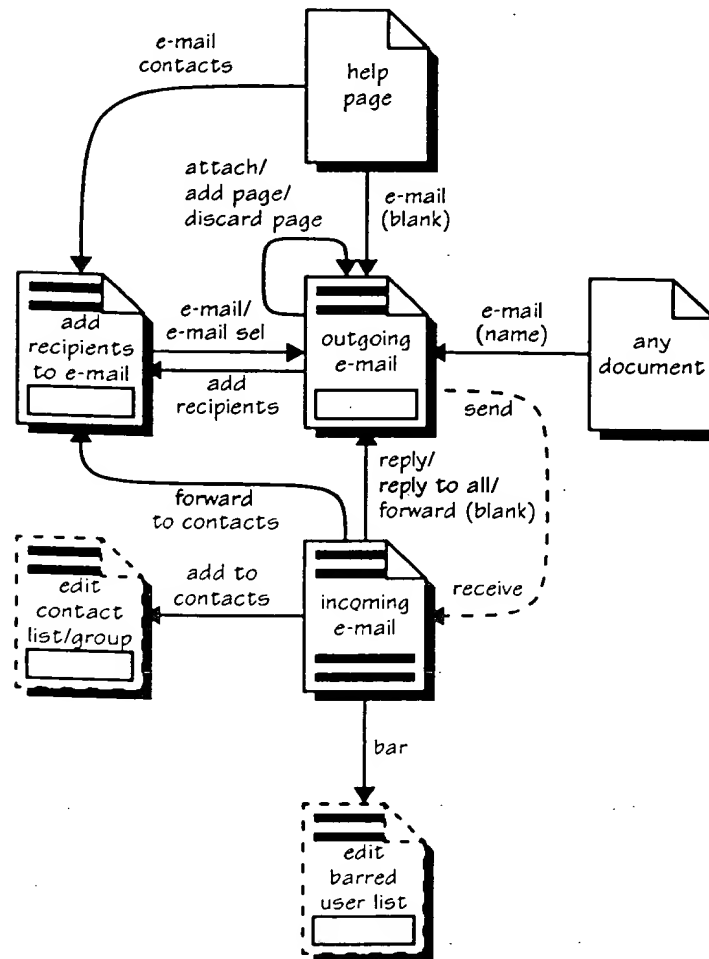 e-mail
contacts
help
page
attach/
add page/
discard page
e-mail
(blank)
add
recipients
to e-mail
e-mail/
e-mail sel
add
recipients
outgoing
e-mail
e-mail
(name)
any
document
send
reply/
reply to all/
forward (blank)
forward
to contacts
edit
contact
list/group
add to
contacts
incoming
e-mail
receive
bar
edit
barred
user list